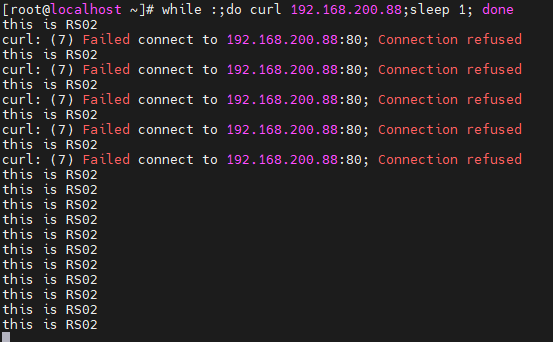 [root@localhost ~]# while :;do curl 192.168.200.88;sleep 1; done
this is RS02
curl: (7) Failed connect to 192.168.200.88:80; Connection refused
this is RS02
curl: (7) Failed connect to 192.168.200.88:80; Connection refused
this is RS02
curl: (7) Failed connect to 192.168.200.88:80; Connection refused
this is RS02
curl: (7) Failed connect to 192.168.200.88:80; Connection refused
this is RS02
curl: (7) Failed connect to 192.168.200.88:80; Connection refused
this is RS02
this is RS02
this is RS02
this is RS02
this is RS02
this is RS02
this is RS02
this is RS02
this is RS02
this is RS02
this is RS02